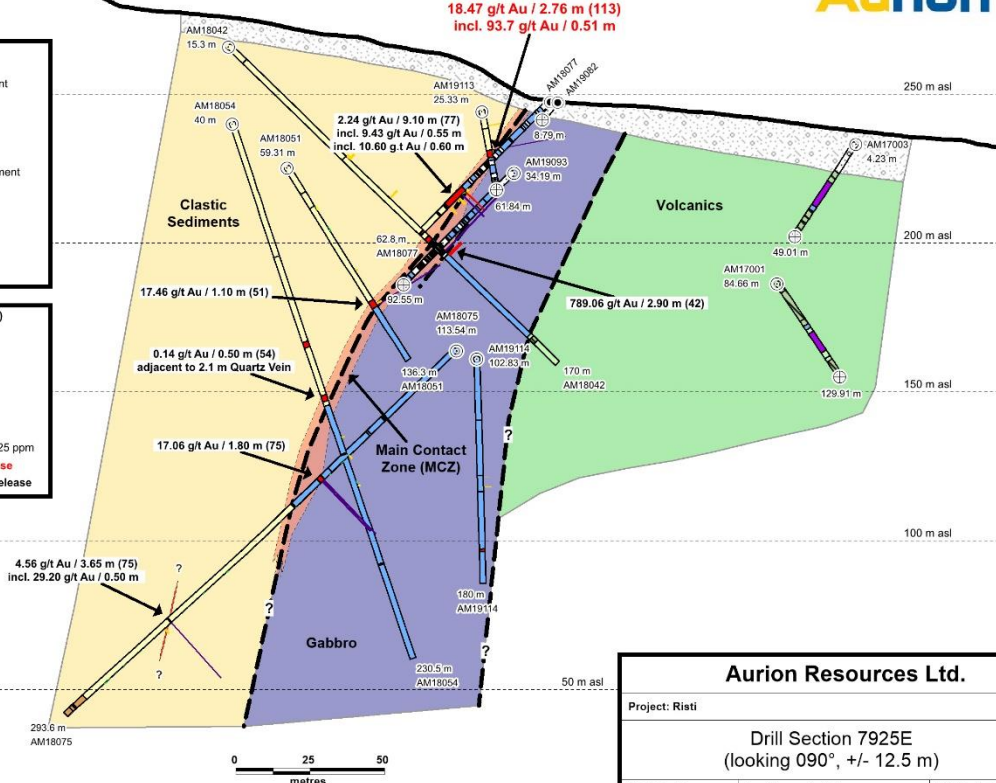 18.47 g/t Au / 2.76 m (113)
incl. 93.7 g/t Au / 0.51 m
Aurion
AM18042
15.3 m
AM18077
AM19082
250 m asl
AM19113
25.33 m
AM18054
40 m
2.24 g/t Au / 9.10 m (77)
incl. 9.43 g/t Au / 0.55 m
incl. 10.60 g.t Au / 0.60 m
8.79 m
AM18051
59.31 m
AM19093
34.19 m
AM17003
4.23 m
ment
Clastic
Sediments
61.84 m
Volcanics
62.8 m
AM18077
200 m asl
49.01 m
AM17001
84.66 m
17.46 g/t Au / 1.10 m (51)
92.55 m
789.06 g/t Au / 2.90 m (42)
AM18075
113.54 m
AM19114
102.83 m
0.14 g/t Au / 0.50 m (54)
adjacent to 2.1 m Quartz Vein
136.3 m
AM18051
170 m
AM18042
150 m asl
129.91 m
?
17.06 g/t Au / 1.80 m (75)
Main Contact
Zone (MCZ)
25 ppm
se
elease
100 m asl
4.56 g/t Au / 3.65 m (75)
incl. 29.20 g/t Au / 0.50 m
?
180 m
AM19114
?
Gabbro
?
?
230.5 m
AM18054
50 m asl
293.6 m
AM18075
0 25 50
metres
Aurion Resources Ltd.
Project: Risti
Drill Section 7925E
(looking 090°, +/- 12.5 m)